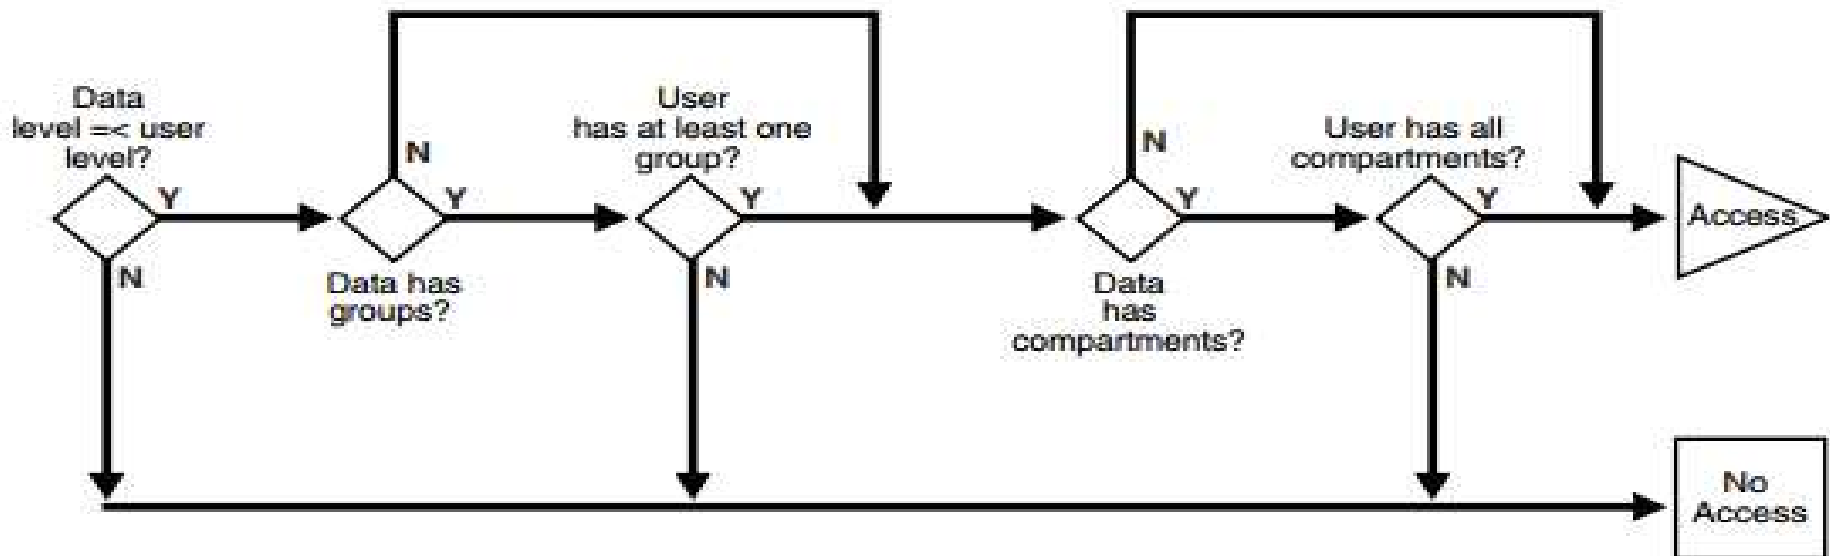 Data
level =< user
level?
Y
N
N
Y
Data has
groups?
User
has at least one
group?
Y
N
N
Y
Data
has
compartments?
User has all
compartments?
Y
N
Access
No
Access